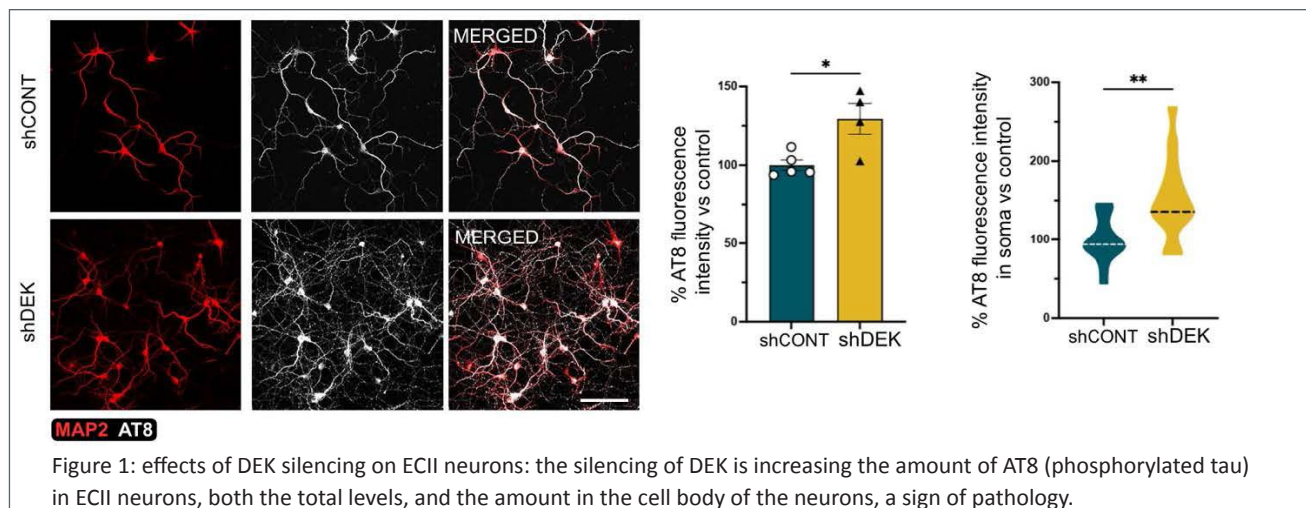 shCONT
MERGED
shDEK
MERGED
MAP2 AT8
% AT8 fluorescence
intensity vs control
150
100
50
0
*
shCONT
shDEK
% AT8 fluorescence intensity
in soma vs control
300
200
100
0
**
shCONT
shDEK
Figure 1: effects of DEK silencing on ECII neurons: the silencing of DEK is increasing the amount of AT8 (phosphorylated tau)
in ECII neurons, both the total levels, and the amount in the cell body of the neurons, a sign of pathology.